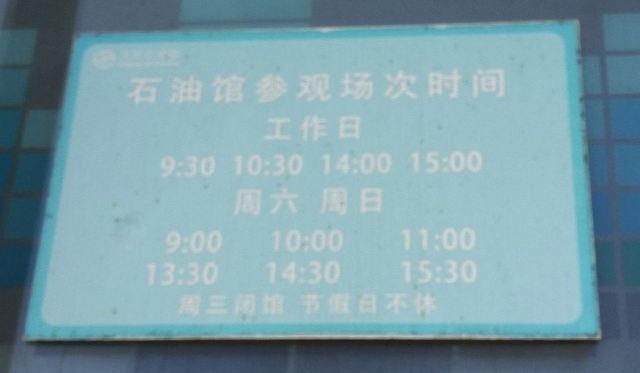 石油馆参观场次时间
工作日
9:30 10:30 14:00 15:00
周六 周日
9:00 10:00 11:00
13:30 14:30 15:30
周三闭馆 节假日不休